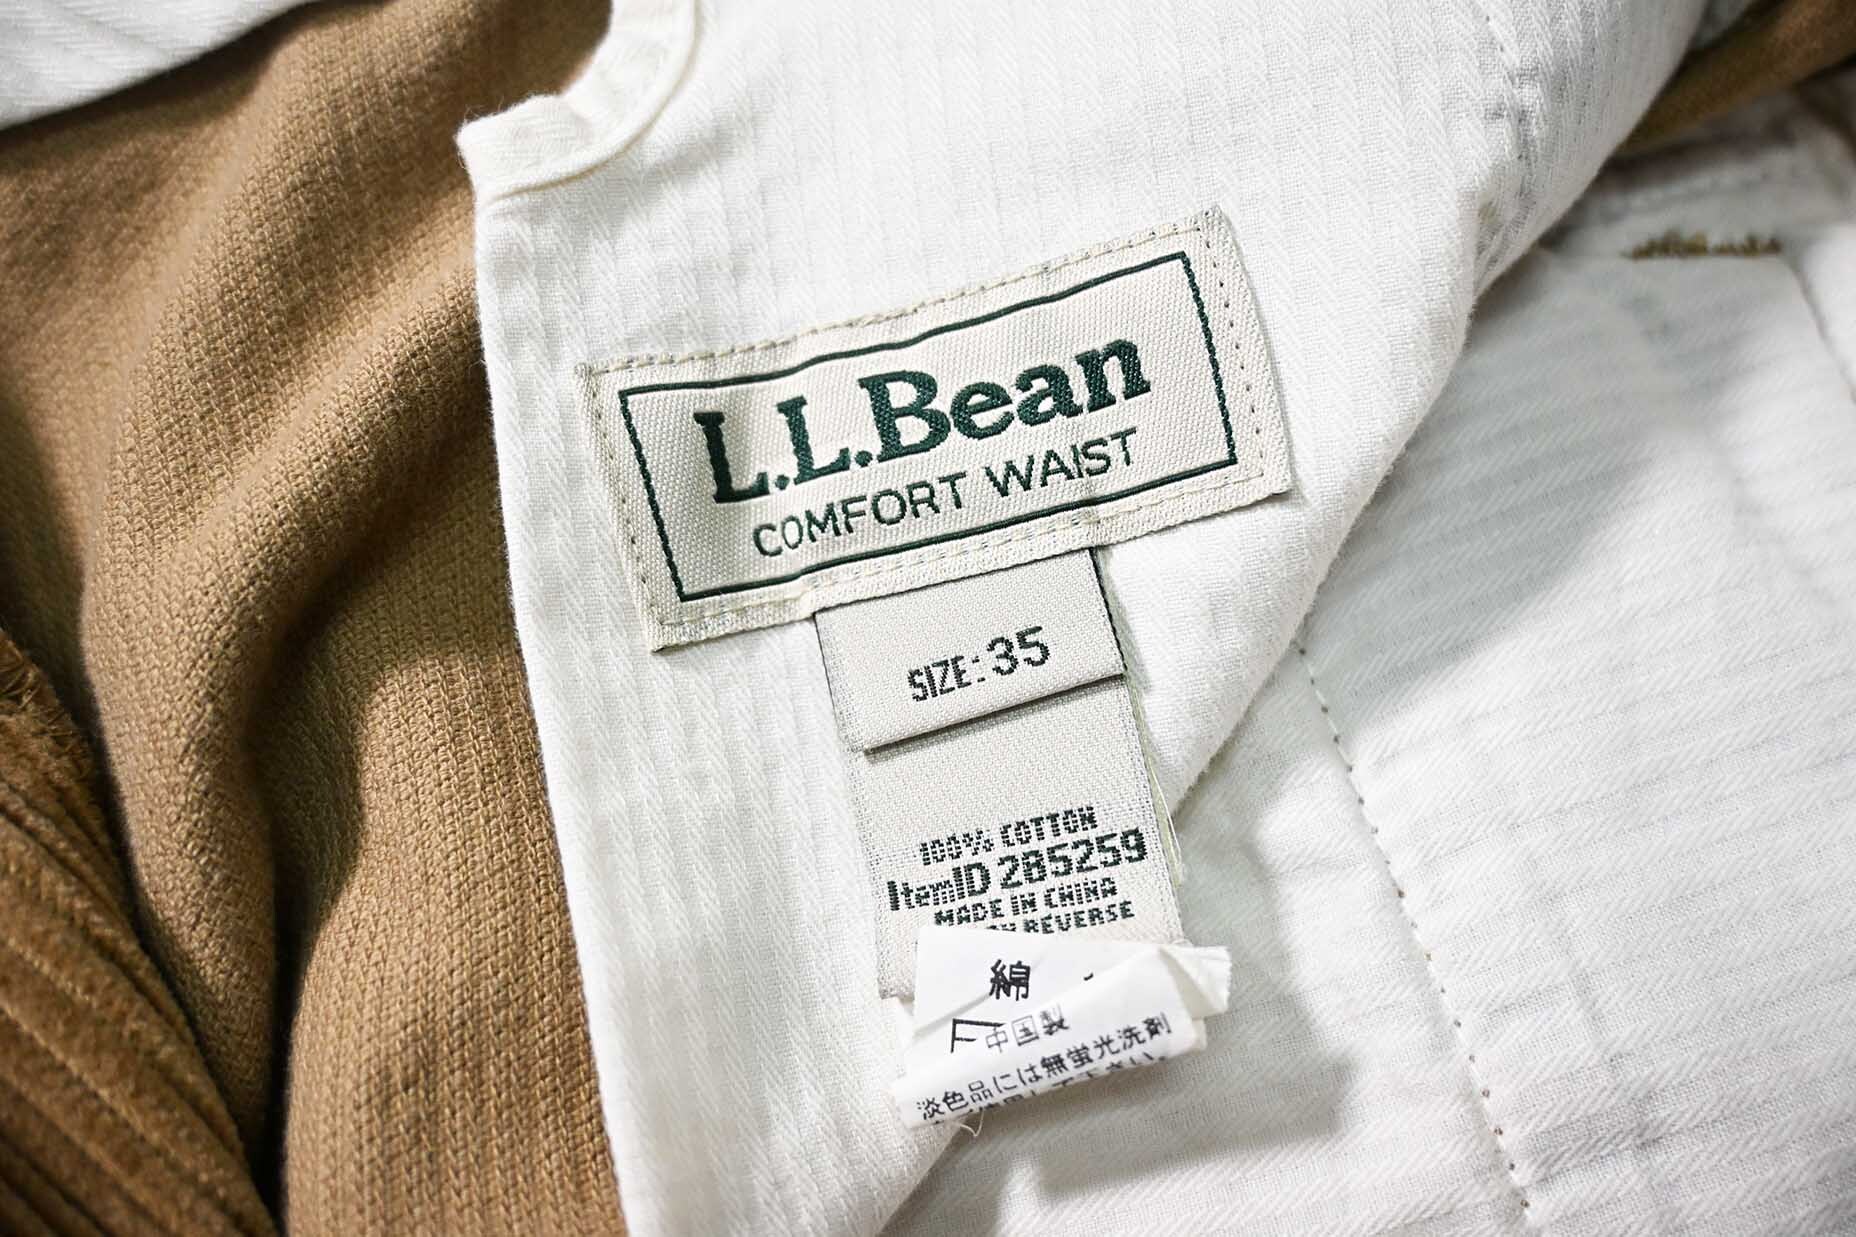 L.L.Bean
COMFORT WAIST
SIZE: 35
100% COTTON
ItemID 285259
MADE IN CHINA
REVERSE
綿
中国製
淡色品には無蛍光洗剤